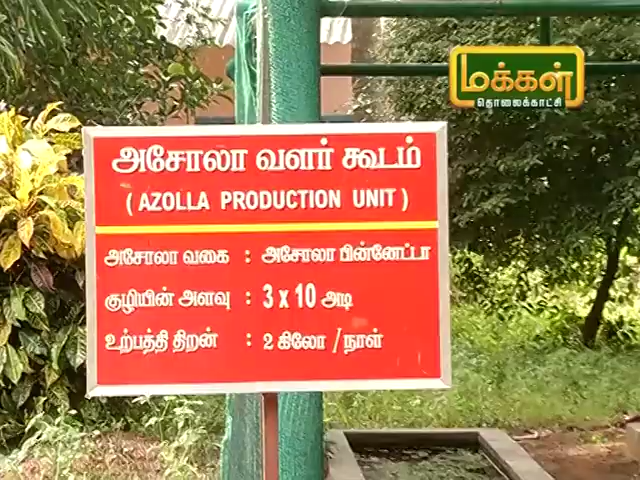 மக்கள்
தொலைக்காட்சி
அசோலா வளர் கூடம்
( AZOLLA PRODUCTION UNIT )
அசோலா வகை : அசோலா பின்னேட்டா
குழியின் அளவு : 3 x 10 அடி
உற்பத்தி திறன் : 2 கிலோ / நாள்